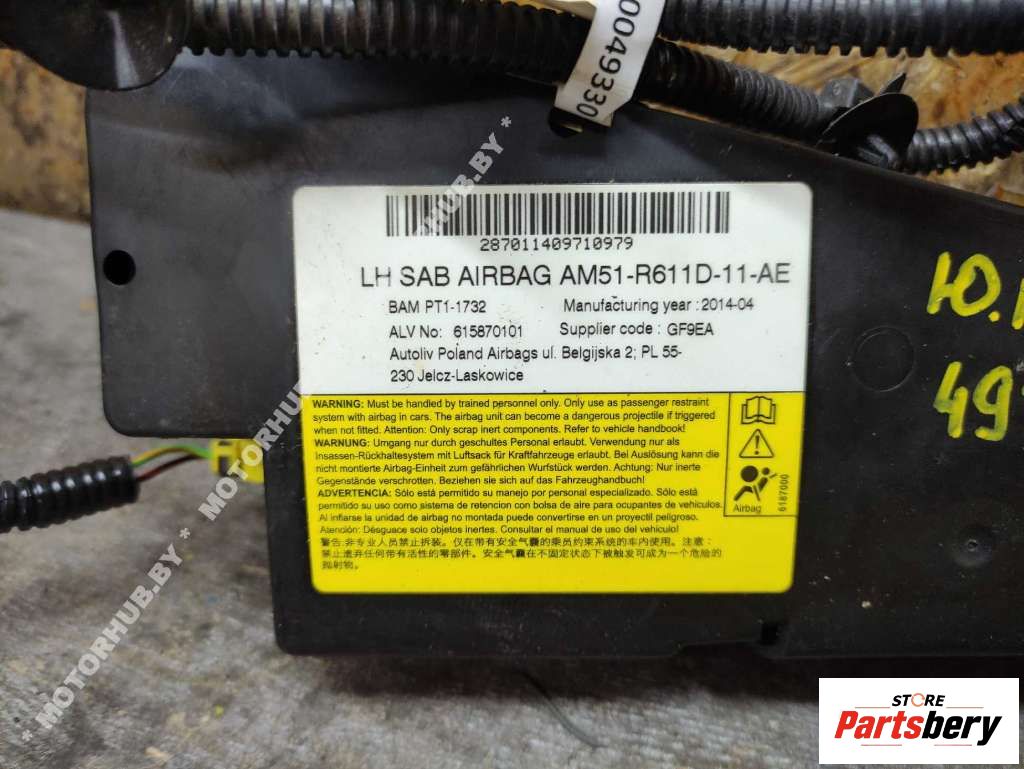 00049330
287011409710979
LH SAB AIRBAG AM51-R611D-11-AE
BAM PT1-1732 Manufacturing year : 2014-04
ALV No: 615870101 Supplier code : GF9EA
Autoliv Poland Airbags ul. Belgijska 2; PL 55-
230 Jelcz-Laskowice
WARNING: Must be handled by trained personnel only. Only use as passenger restraint
system with airbag in cars. The airbag unit can become a dangerous projectile if triggered
when not fitted. Attention: Only scrap inert components. Refer to vehicle handbook!
WARNUNG: Umgang nur durch geschultes Personal erlaubt. Verwendung nur als
Insassen-Rückhaltesystem mit Luftsack für Kraftfahrzeuge erlaubt. Bei Auslösung kann die
nicht montierte Airbag-Einheit zum gefährlichen Wurfstück werden. Achtung: Nur inerte
Gegenstände verschrotten. Beziehen sie sich auf das Fahrzeughandbuch!
ADVERTENCIA: Sólo está permitido su manejo por personal especializado. Sólo está
permitido su uso como sistema de retencion con bolsa de aire para ocupantes de vehículos.
Al inflarse la unidad de airbag no montada puede convertirse en un proyectil peligroso.
Atención: Désguace solo objetos inertes. Consultar el manual de uso del vehículo!
警告:非专业人员禁止拆装。仅在带有安全气囊的乘员约束系统的车内使用。注意:
禁止遗弃任何带有活性的零部件。安全气囊在不固定状态下被触发可成为一个危险的
抛射物。
Airbag
6187000
10.
49
* MOTORHUB.BY *
MOTORHUB.BY *
* MOTORHUB.BY *
STORE
Partsbery